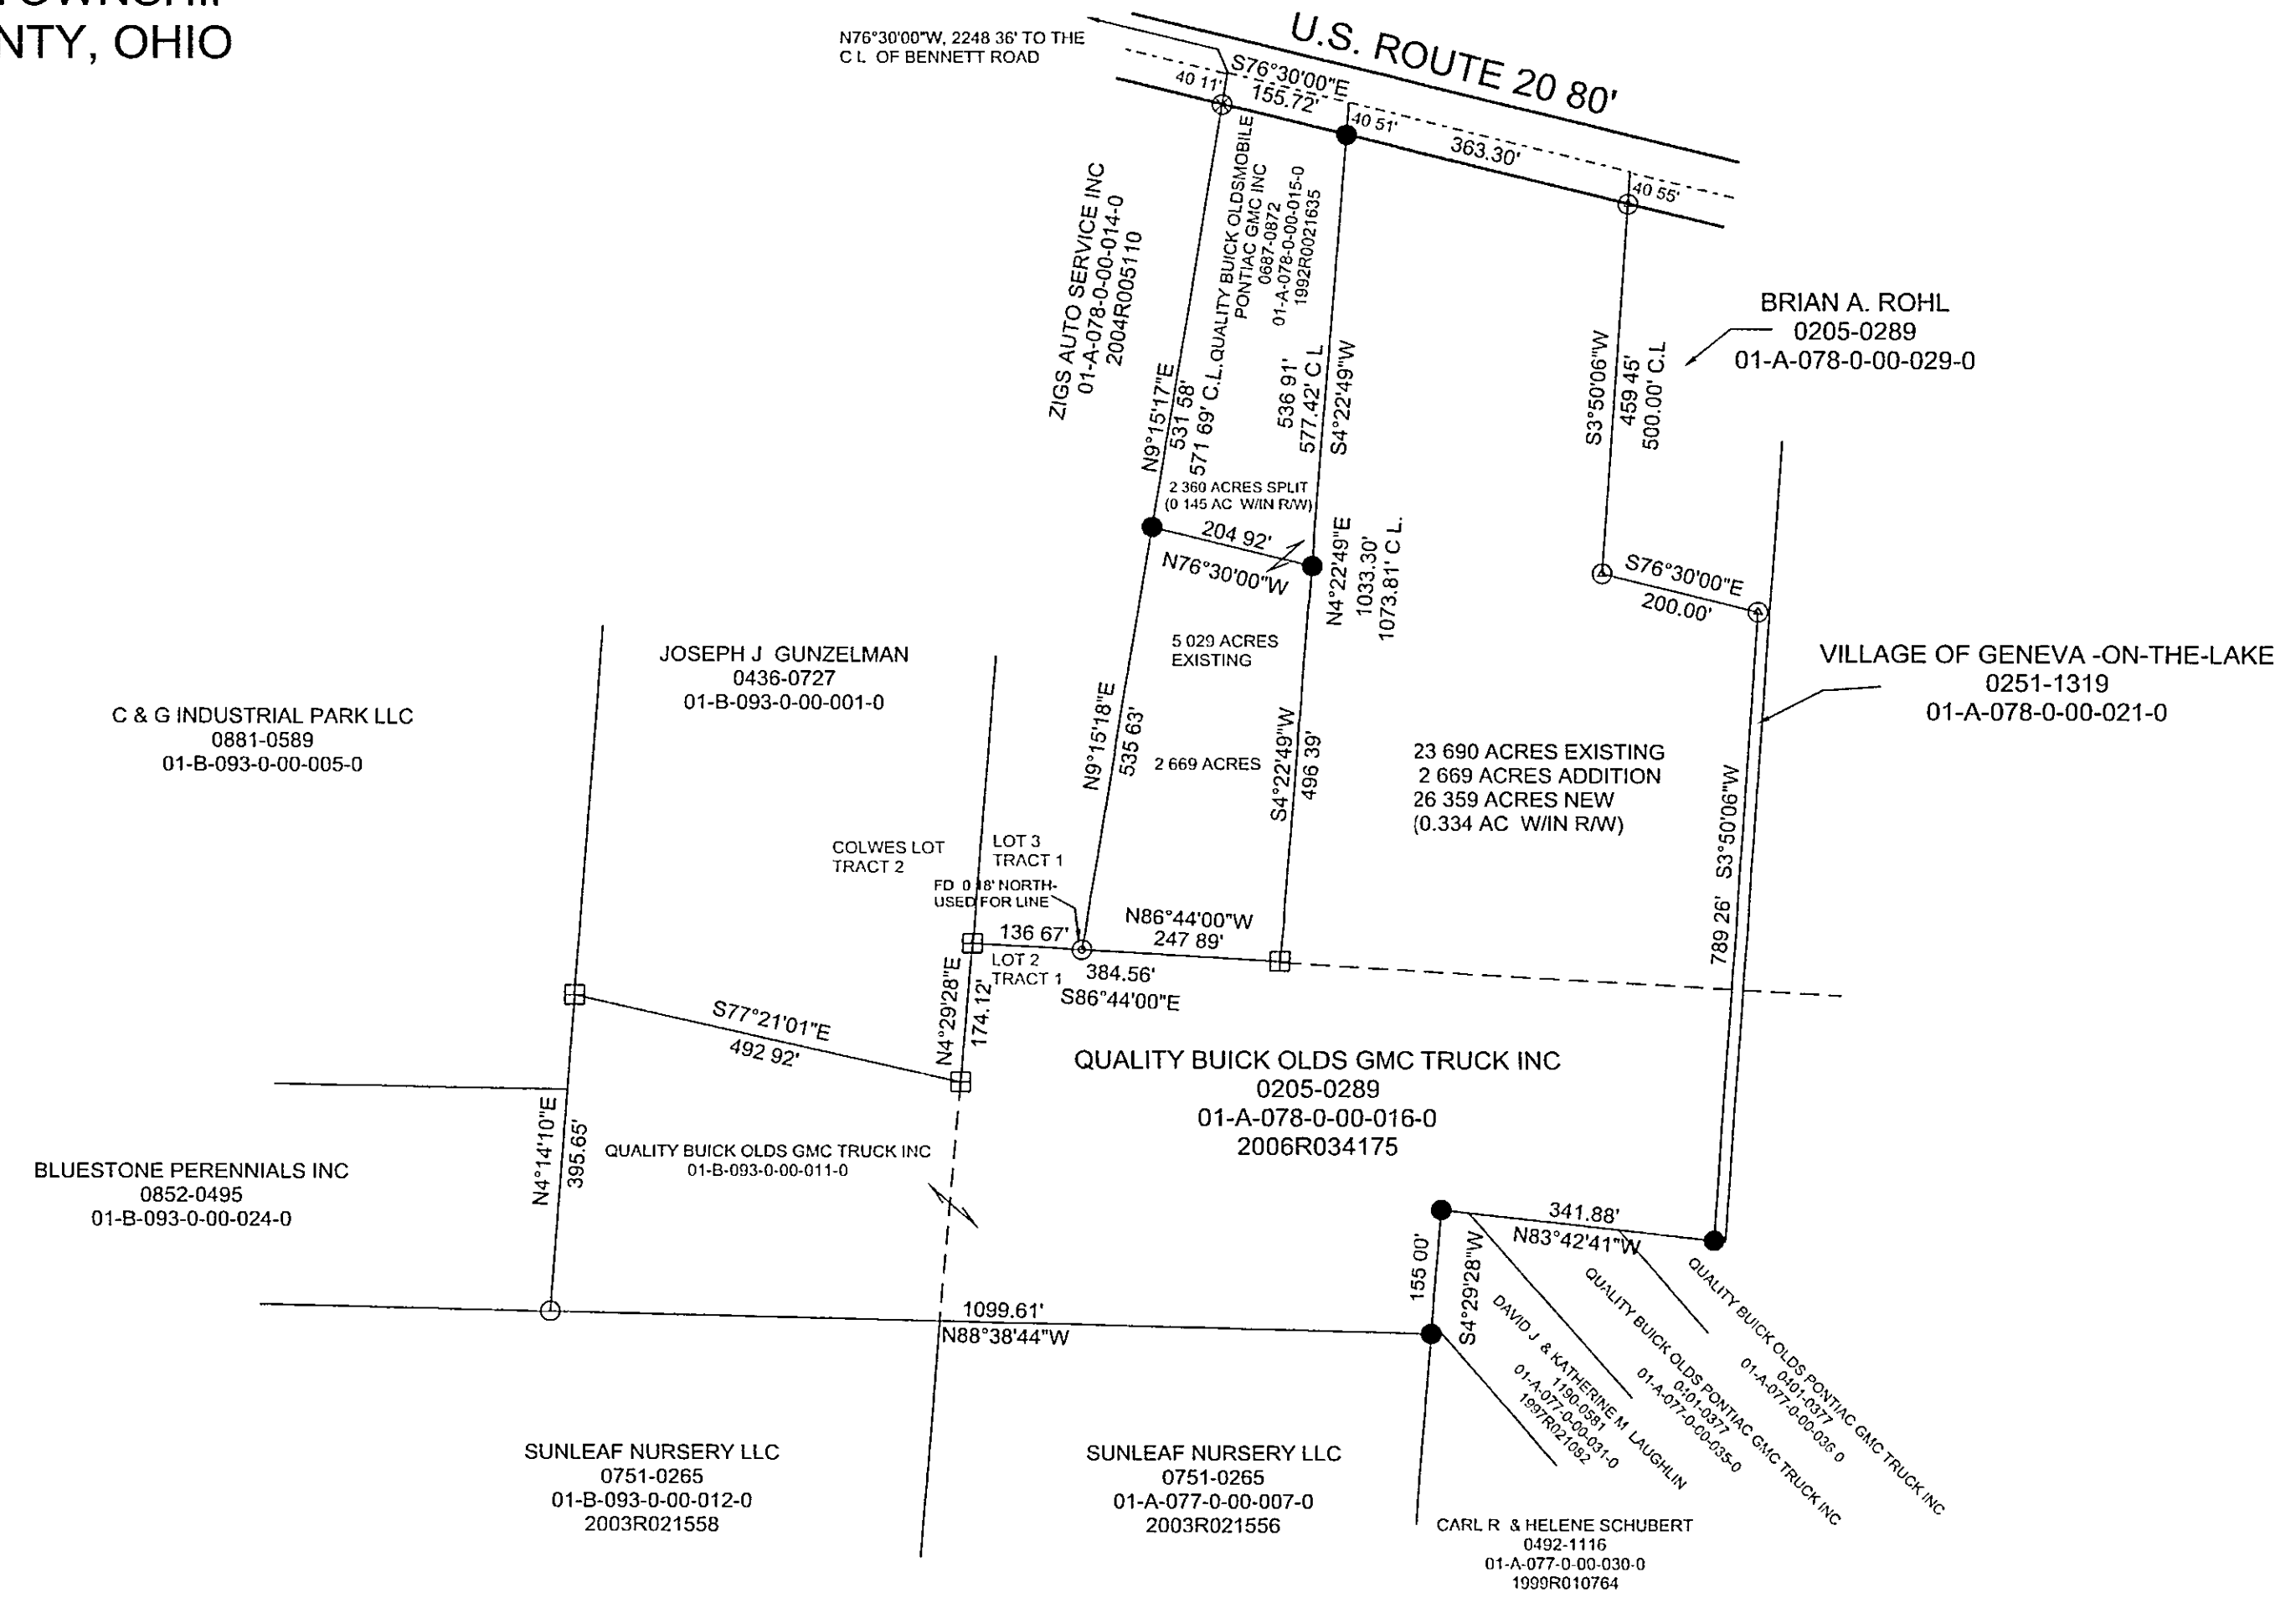 NTY, OHIO
N76°30'00"W, 2248 36' TO THE
C L OF BENNETT ROAD
U.S. ROUTE 20 80'
S76°30'00"E
155.72'
40 11'
40 51'
363.30'
40 55'
ZIGS AUTO SERVICE INC
01-A-078-0-00-014-0
2004R005110
N9°15'17"E
531 58'
571 69' C.L.
QUALITY BUICK OLDSMOBILE
PONTIAC GMC INC
0687-0872
01-A-078-0-00-015-0
1992R0021635
536 91'
577.42' C L
S4°22'49"W
S3°50'06"W
459 45'
500.00' C.L
BRIAN A. ROHL
0205-0289
01-A-078-0-00-029-0
2 360 ACRES SPLIT
(0 145 AC W/IN R/W)
204 92'
N76°30'00"W
N4°22'49"E
1033.30'
1073.81' C L.
S76°30'00"E
200.00'
5 029 ACRES
EXISTING
VILLAGE OF GENEVA -ON-THE-LAKE
0251-1319
01-A-078-0-00-021-0
JOSEPH J GUNZELMAN
0436-0727
01-B-093-0-00-001-0
C & G INDUSTRIAL PARK LLC
0881-0589
01-B-093-0-00-005-0
N9°15'18"E
535 63'
2 669 ACRES
S4°22'49"W
496 39'
23 690 ACRES EXISTING
2 669 ACRES ADDITION
26 359 ACRES NEW
(0.334 AC W/IN R/W)
789 26' S3°50'06"W
COLWES LOT
TRACT 2
LOT 3
TRACT 1
FD 0 18' NORTH-
USED FOR LINE
136 67'
N86°44'00"W
247 89'
LOT 2
TRACT 1
384.56'
S86°44'00"E
N4°29'28"E
174.12'
S77°21'01"E
492 92'
QUALITY BUICK OLDS GMC TRUCK INC
0205-0289
01-A-078-0-00-016-0
2006R034175
N4°14'10"E
395.65'
QUALITY BUICK OLDS GMC TRUCK INC
01-B-093-0-00-011-0
BLUESTONE PERENNIALS INC
0852-0495
01-B-093-0-00-024-0
341.88'
N83°42'41"W
155 00'
S4°29'28"W
1099.61'
N88°38'44"W
DAVID J & KATHERINE M LAUGHLIN
1190-0581
01-A-077-0-00-031-0
1997R021082
QUALITY BUICK OLDS PONTIAC GMC TRUCK INC
0401-0377
01-A-077-0-00-035-0
QUALITY BUICK OLDS PONTIAC GMC TRUCK INC
0401-0377
01-A-077-0-00-036 0
SUNLEAF NURSERY LLC
0751-0265
01-B-093-0-00-012-0
2003R021558
SUNLEAF NURSERY LLC
0751-0265
01-A-077-0-00-007-0
2003R021556
CARL R & HELENE SCHUBERT
0492-1116
01-A-077-0-00-030-0
1999R010764